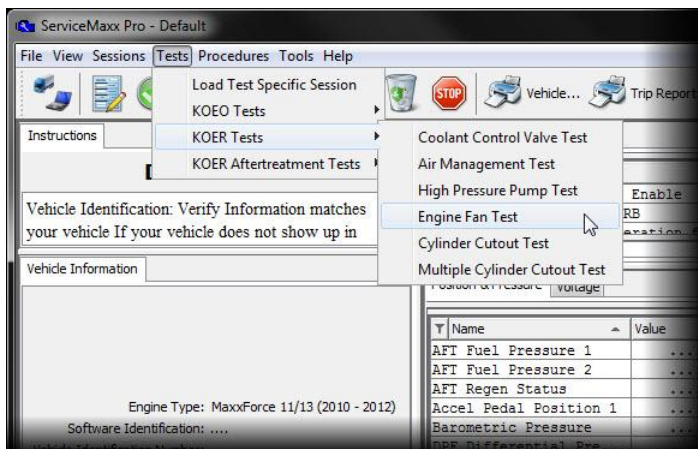 ServiceMaxx Pro - Default
File View Sessions Tests Procedures Tools Help
Load Test Specific Session
KOEO Tests
KOER Tests
KOER Aftertreatment Tests
STOP
Vehicle...
Trip Report
Coolant Control Valve Test
Air Management Test
High Pressure Pump Test
Engine Fan Test
Cylinder Cutout Test
Multiple Cylinder Cutout Test
Instructions
Vehicle Identification: Verify Information matches
your vehicle If your vehicle does not show up in
Enable
RB
Vehicle Information
Voltage
Name Value
AFT Fuel Pressure 1 ...
AFT Fuel Pressure 2 ...
AFT Regen Status ...
Accel Pedal Position 1 ...
Barometric Pressure ...
DPF Differential Pre...
Engine Type: MaxxForce 11/13 (2010 - 2012)
Software Identification: ....